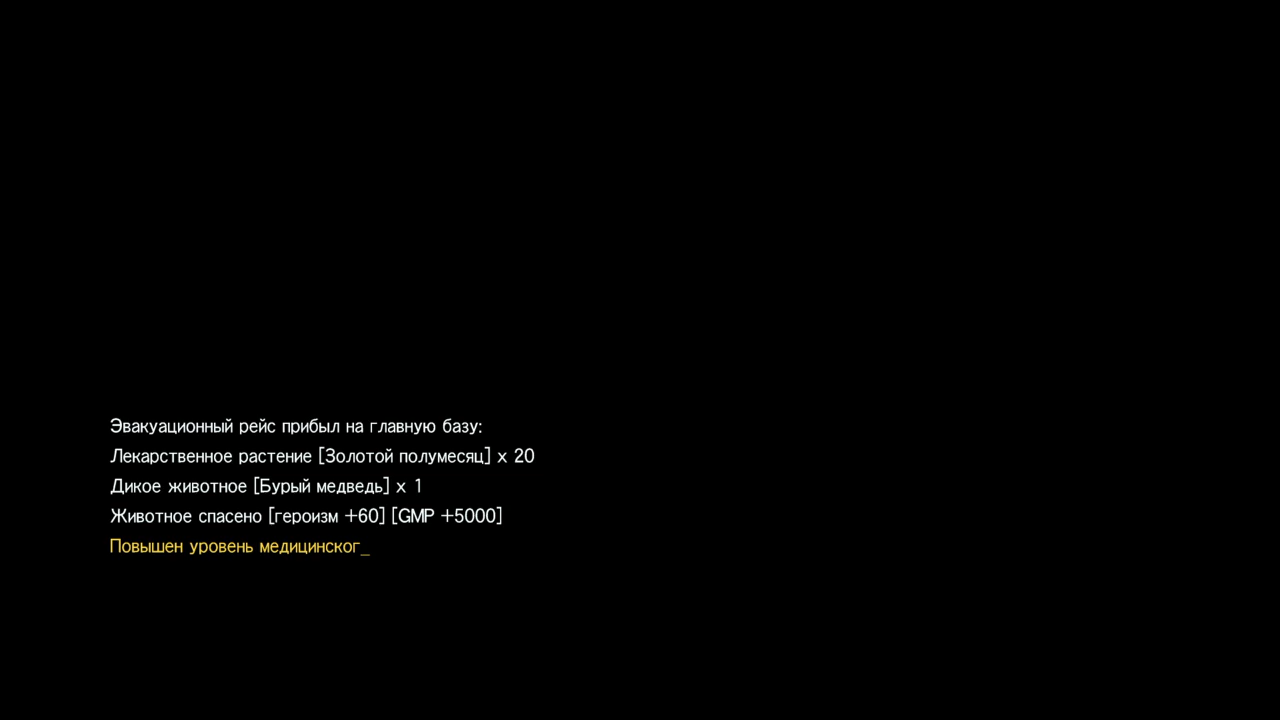 Эвакуационный рейс прибыл на главную базу:
Лекарственное растение [Золотой полумесяц] x 20
Дикое животное [Бурый медведь] x 1
Животное спасено [героизм +60] [GMP +5000]
Повышен уровень медицинског_